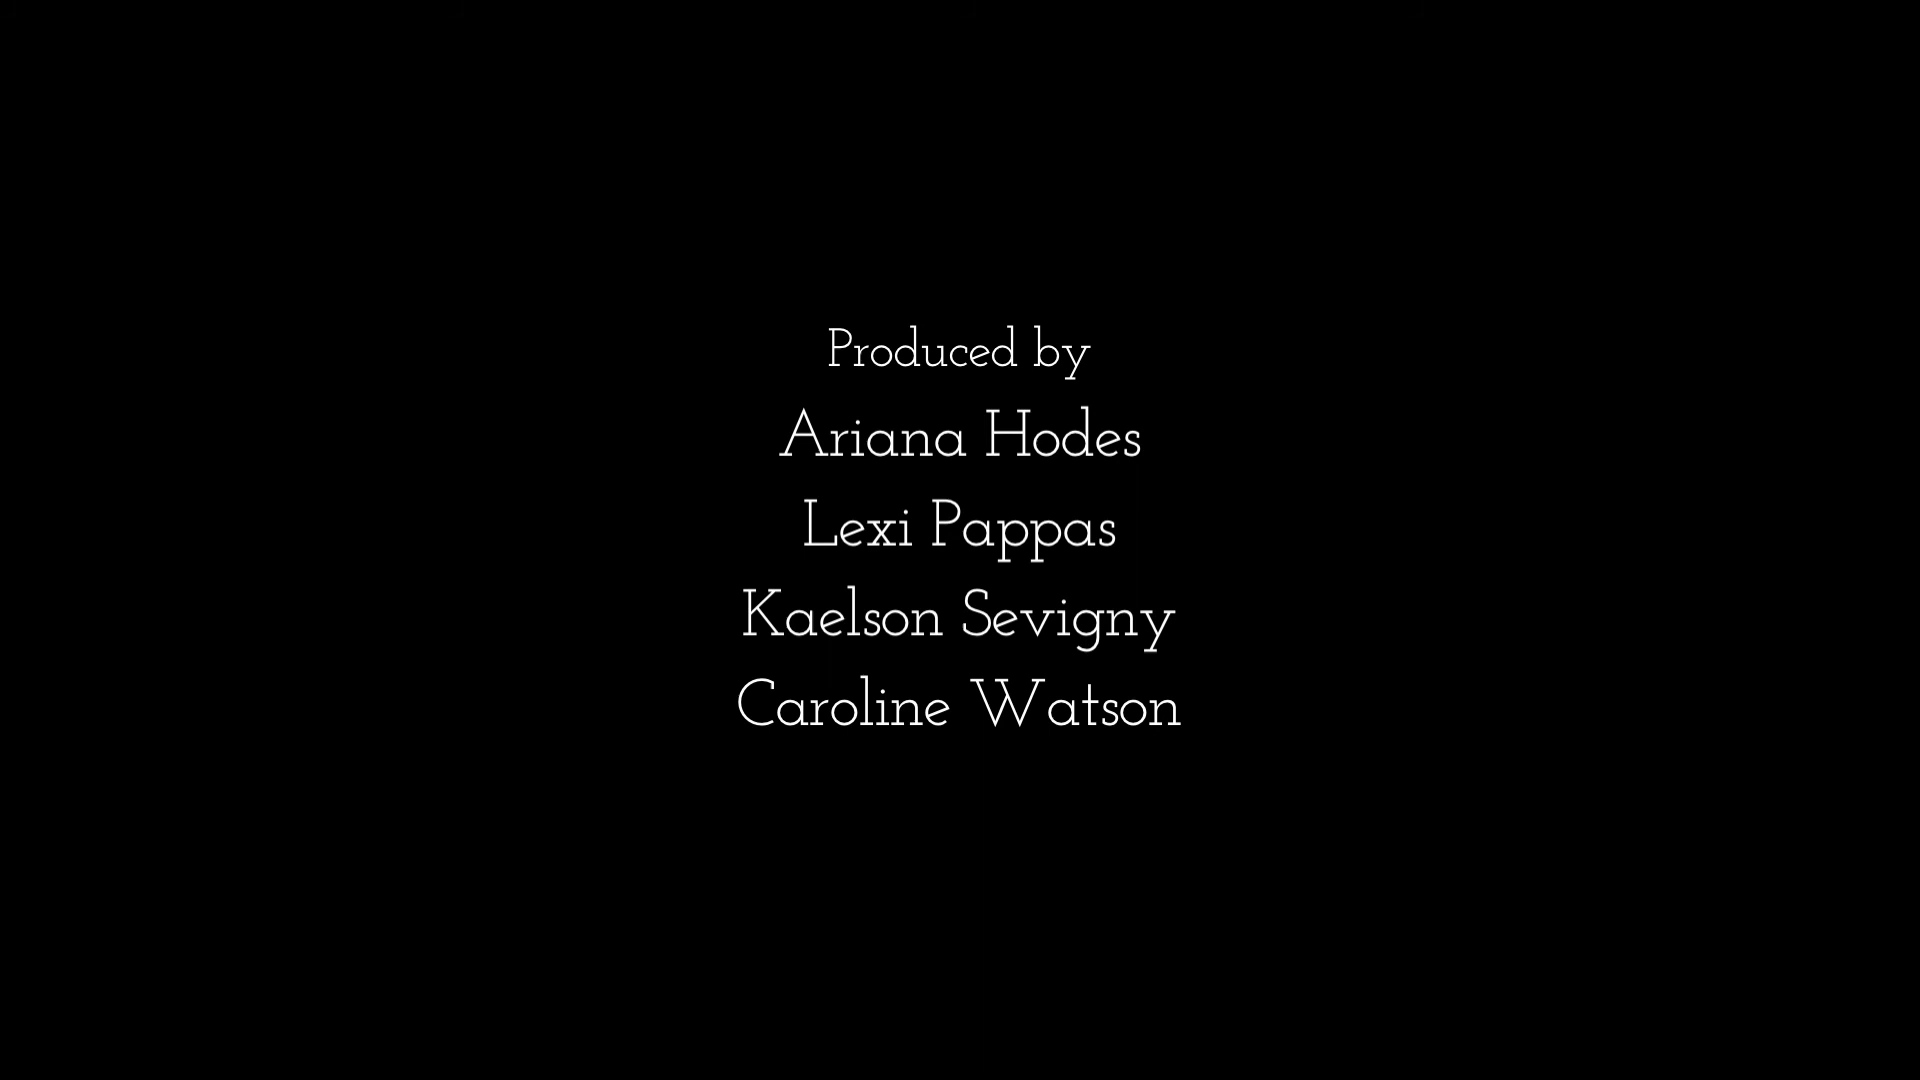 Produced by
Ariana Hodes
Lexi Pappas
Kaelson Sevigny
Caroline Watson